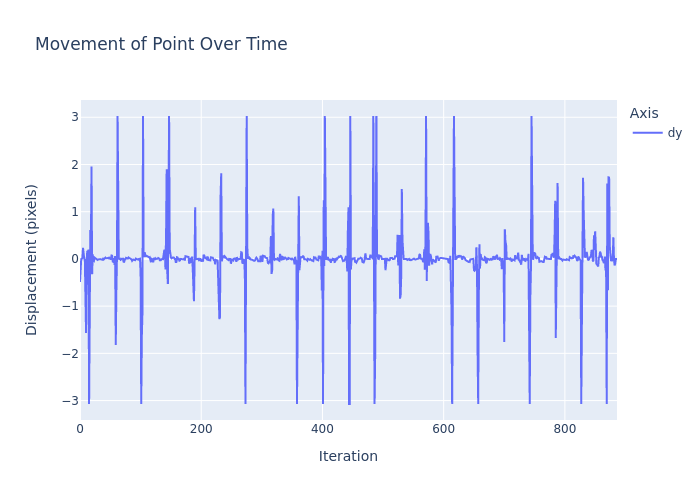 Movement of Point Over Time
Axis
dy
Displacement (pixels)
3
2
1
0
−1
−2
−3
0
200
400
600
800
Iteration